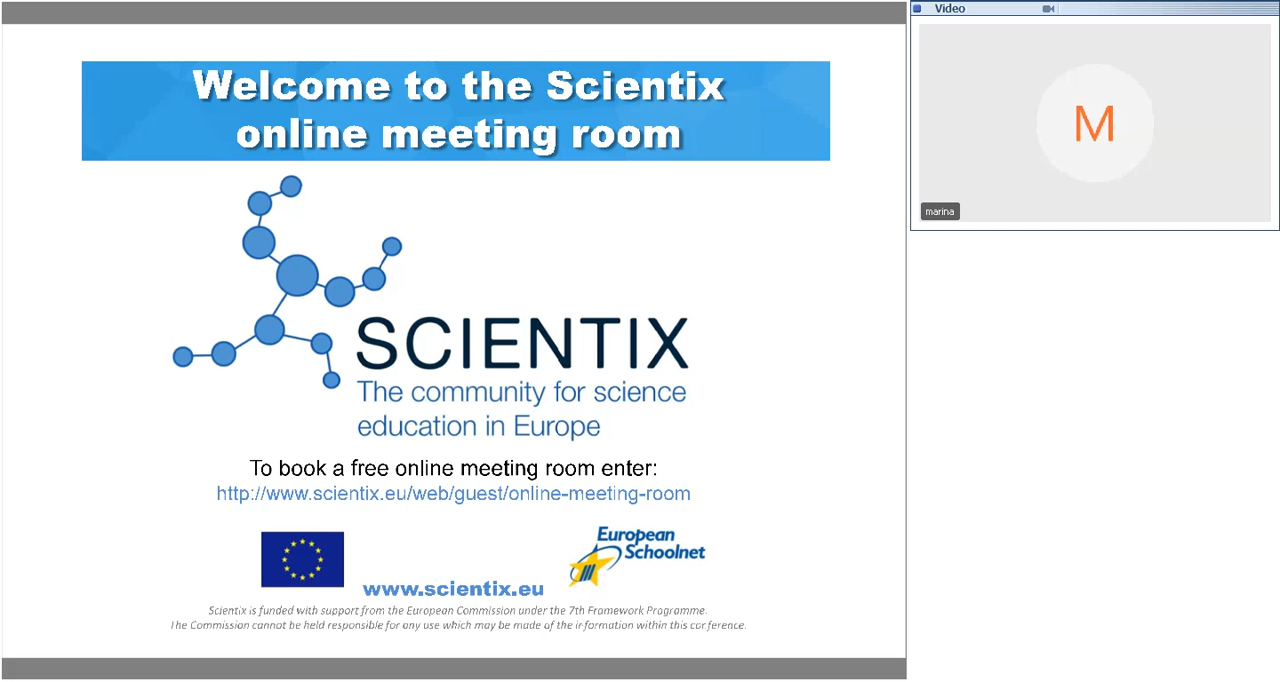 Welcome to the Scientix
online meeting room
SCIENTIX
The community for science
education in Europe
To book a free online meeting room enter:
http://www.scientix.eu/web/guest/online-meeting-room
European
Schoolnet
www.scientix.eu
Scientix is funded with support from the European Commission under the 7th Framework Programme.
The Commission cannot be held responsible for any use which may be made of the information within this conference.
Video
M
marina